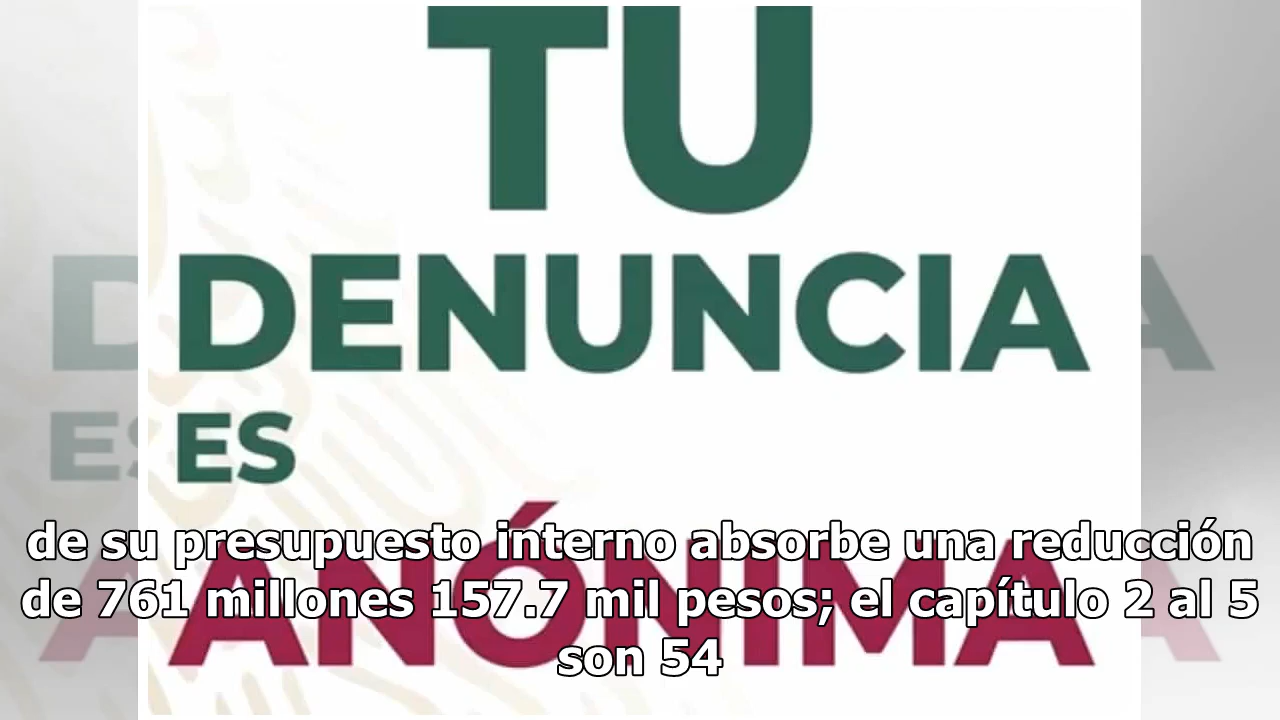 TU
DENUNCIA
ES
ANÓNIMA
de su presupuesto interno absorbe una reducción
de 761 millones 157.7 mil pesos; el capítulo 2 al 5
son 54